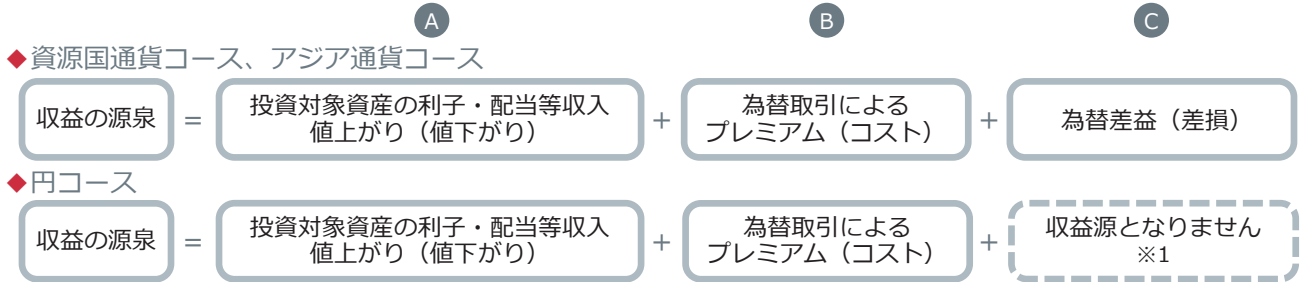 A B C
◆資源国通貨コース、アジア通貨コース
収益の源泉 = 投資対象資産の利子・配当等収入 + 為替取引による + 為替差益（差損）
値上がり（値下がり） プレミアム（コスト）
◆円コース
収益の源泉 = 投資対象資産の利子・配当等収入 + 為替取引による + 収益源となりません
値上がり（値下がり） プレミアム（コスト） ※1